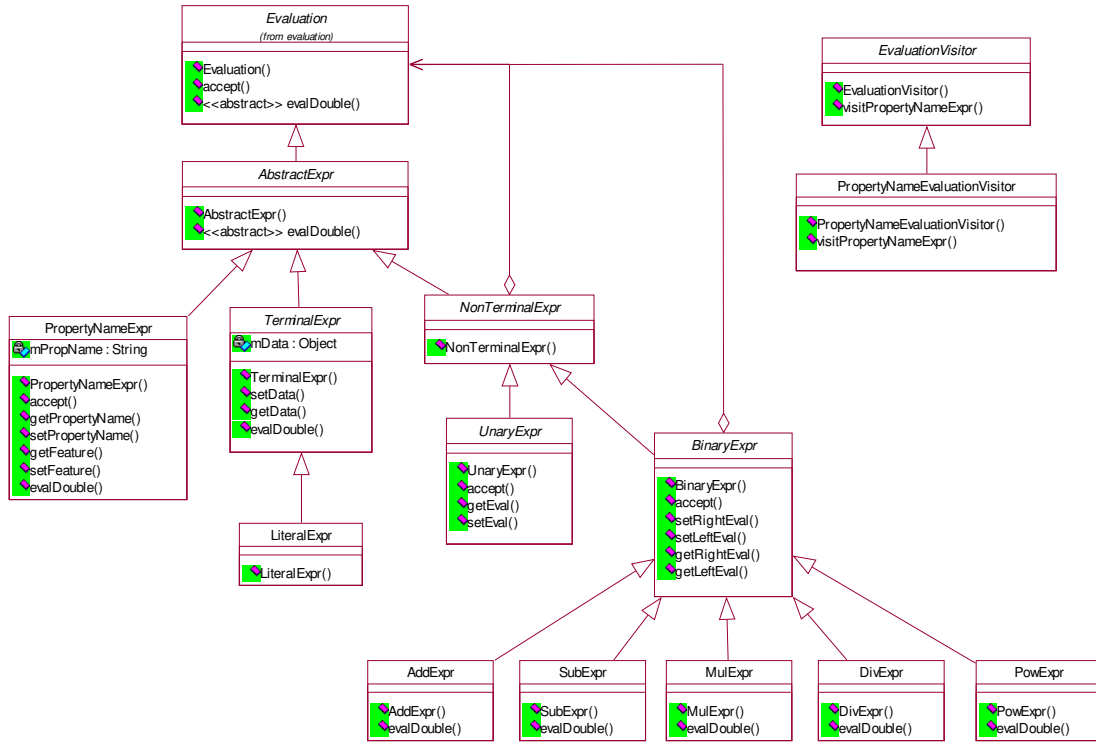 Evaluation
(from evaluation)
Evaluation()
accept()
<<abstract>> evalDouble()
EvaluationVisitor
EvaluationVisitor()
visitPropertyNameExpr()
AbstractExpr
AbstractExpr()
<<abstract>> evalDouble()
PropertyNameEvaluationVisitor
PropertyNameEvaluationVisitor()
visitPropertyNameExpr()
PropertyNameExpr
mPropName : String
PropertyNameExpr()
accept()
getPropertyName()
setPropertyName()
getFeature()
setFeature()
evalDouble()
TerminalExpr
mData : Object
TerminalExpr()
setData()
getData()
evalDouble()
NonTerminalExpr
NonTerminalExpr()
UnaryExpr
UnaryExpr()
accept()
getEval()
setEval()
BinaryExpr
BinaryExpr()
accept()
setRightEval()
setLeftEval()
getRightEval()
getLeftEval()
LiteralExpr
LiteralExpr()
AddExpr
AddExpr()
evalDouble()
SubExpr
SubExpr()
evalDouble()
MulExpr
MulExpr()
evalDouble()
DivExpr
DivExpr()
evalDouble()
PowExpr
PowExpr()
evalDouble()